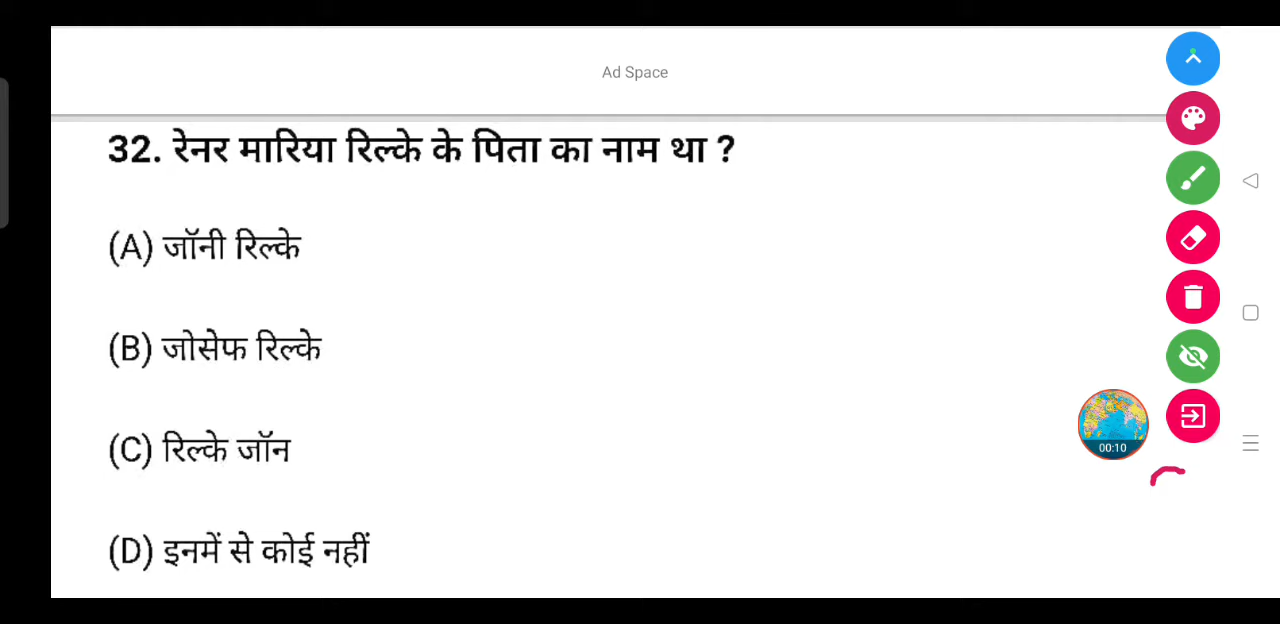 Ad Space
32. रेनर मारिया रिल्के के पिता का नाम था ?
(A) जॉनी रिल्के
(B) जोसेफ रिल्के
(C) रिल्के जॉन
(D) इनमें से कोई नहीं
00:10